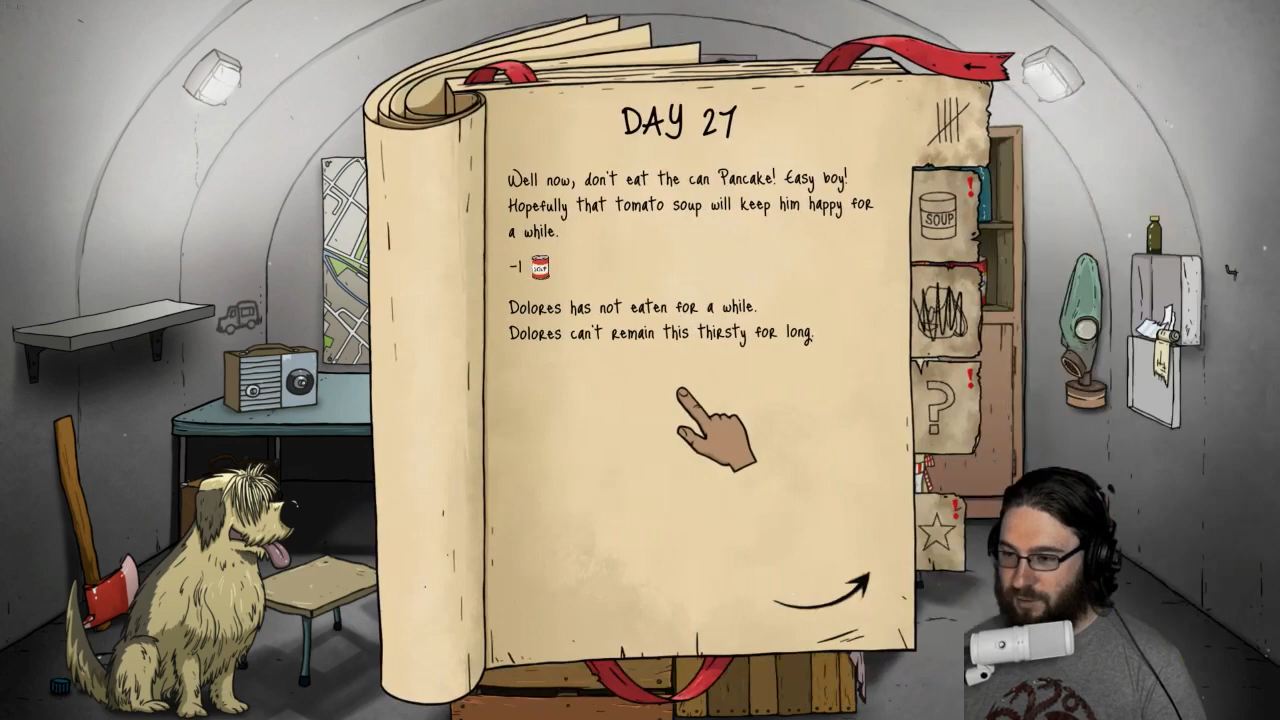 DAY 27
Well now, don't eat the can Pancake! Easy boy!
Hopefully that tomato soup will keep him happy for
a while.
-1 SOUP
Dolores has not eaten for a while.
Dolores can't remain this thirsty for long.
!
SOUP
!
?
!